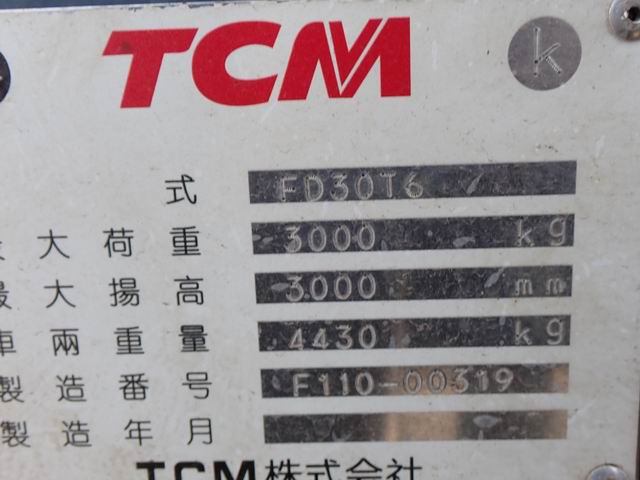 TCM k
式 FD30T6
大荷重 3000 kg
最大揚高 3000 mm
車両重量 4430 kg
製造番号 F110-00319
製造年月
TCM株式会社